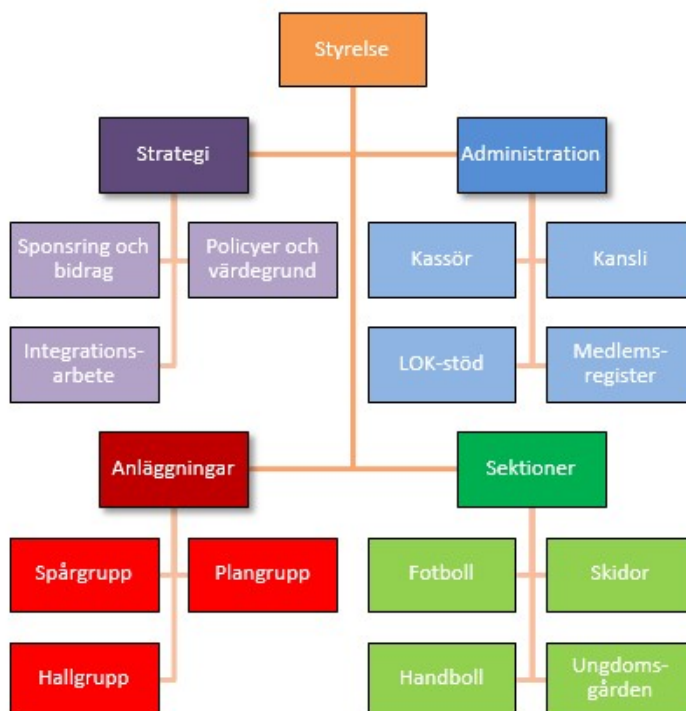 Styrelse
Strategi
Administration
Sponsring och
bidrag
Policyer och
värdegrund
Kassör
Kansli
Integrations-
arbete
LOK-stöd
Medlems-
register
Anläggningar
Sektioner
Spårgrupp
Plangrupp
Fotboll
Skidor
Hallgrupp
Handboll
Ungdoms-
gården